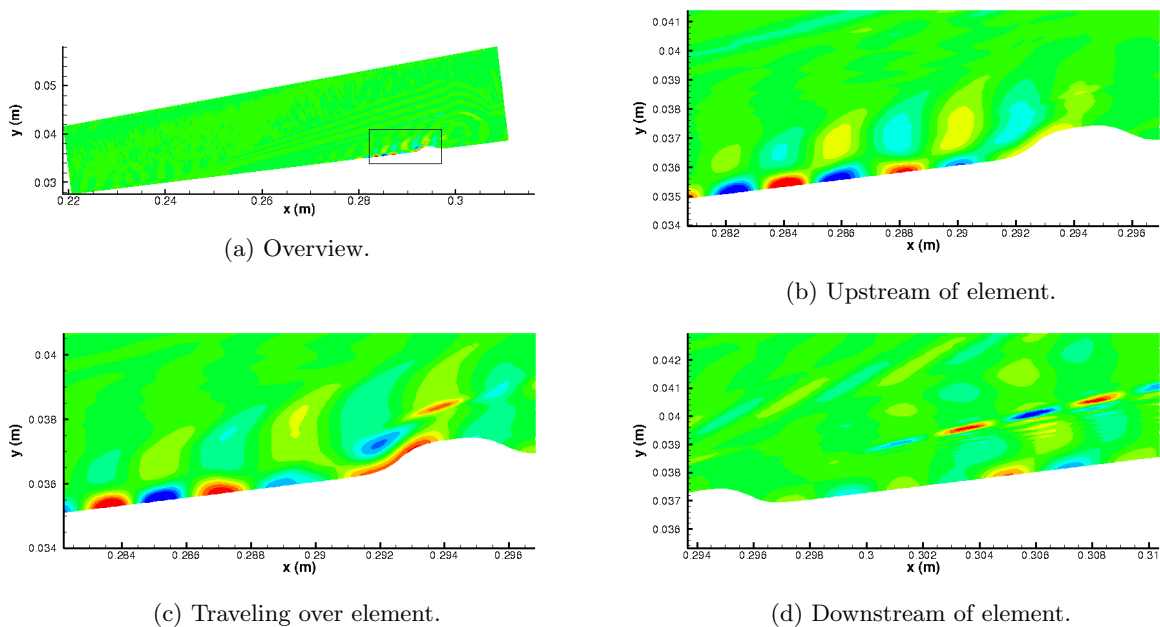 y (m)
0.05
0.04
0.03
0.22 0.24 0.26 0.28 0.3
x (m)
(a) Overview.
y (m)
0.041
0.04
0.039
0.038
0.037
0.036
0.035
0.034
0.282 0.284 0.286 0.288 0.29 0.292 0.294 0.296
x (m)
(b) Upstream of element.
y (m)
0.04
0.038
0.036
0.034
0.284 0.286 0.288 0.29 0.292 0.294 0.296
x (m)
(c) Traveling over element.
y (m)
0.042
0.041
0.04
0.039
0.038
0.037
0.036
0.294 0.296 0.298 0.3 0.302 0.304 0.306 0.308 0.31
x (m)
(d) Downstream of element.